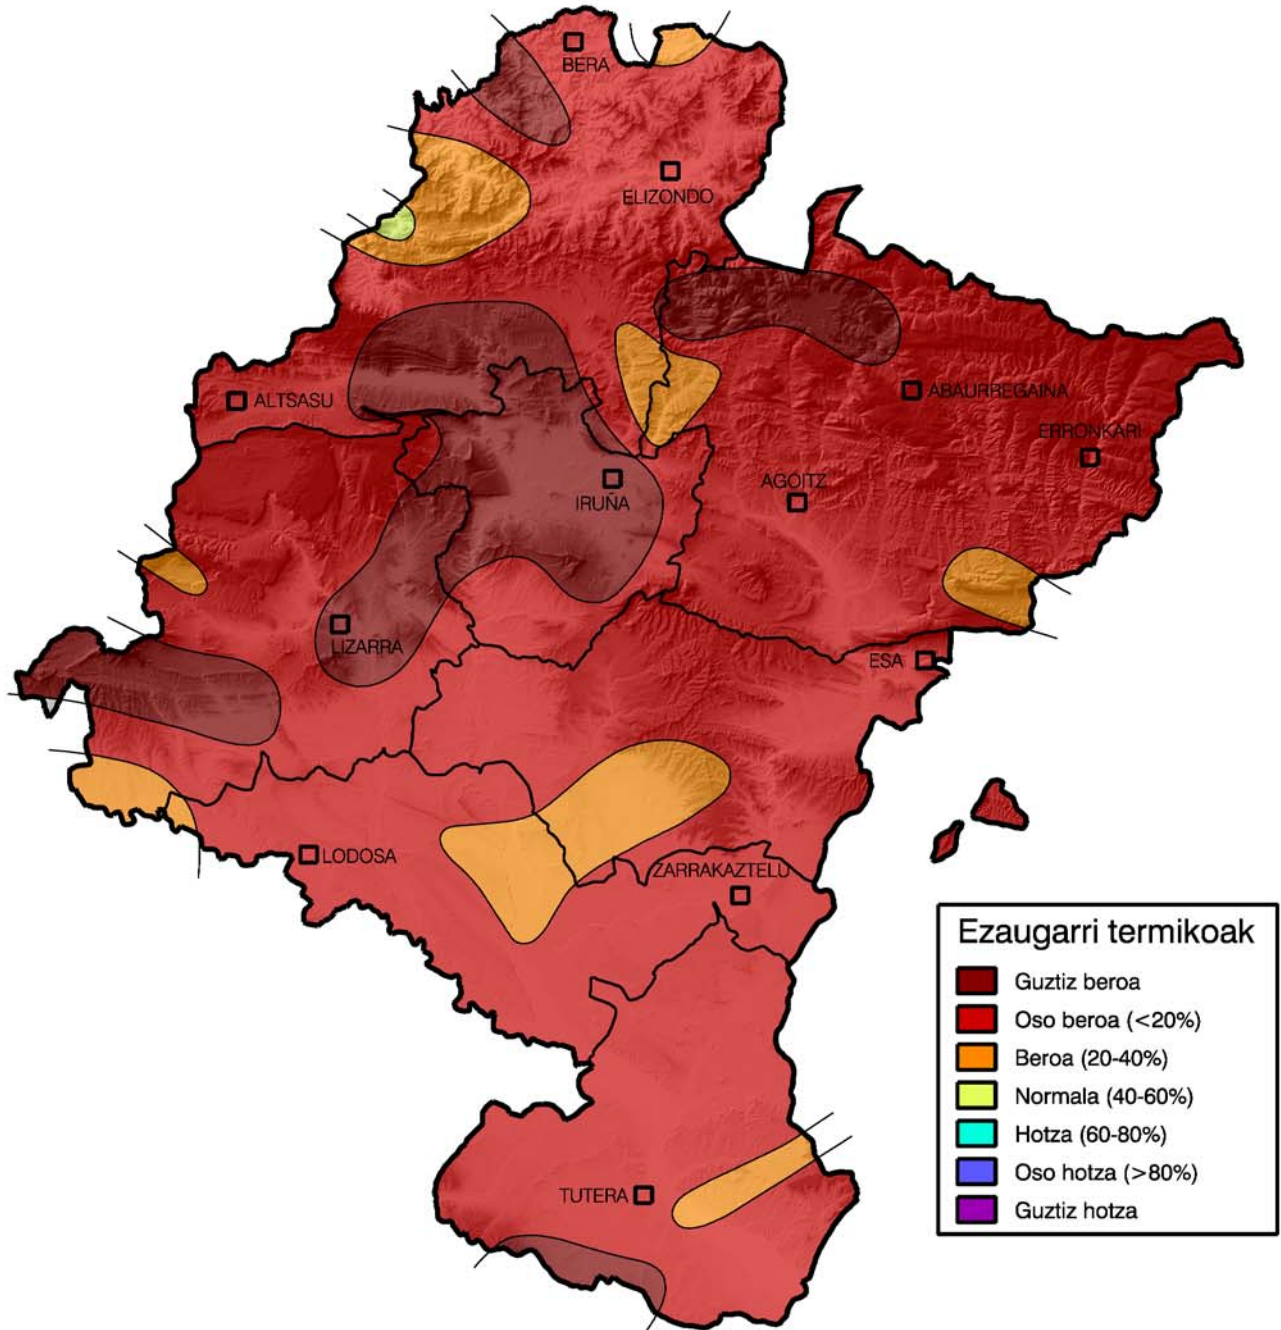 BERA
ELIZONDO
ALTSASU
ABAURREGAINA
ERRONKARI
IRUÑA
AGOITZ
LIZARRA
ESA
LODOSA
ZARRAKAZTELU
TUTERA
Ezaugarri termikoak
Guztiz beroa
Oso beroa (<20%)
Beroa (20-40%)
Normala (40-60%)
Hotza (60-80%)
Oso hotza (>80%)
Guztiz hotza